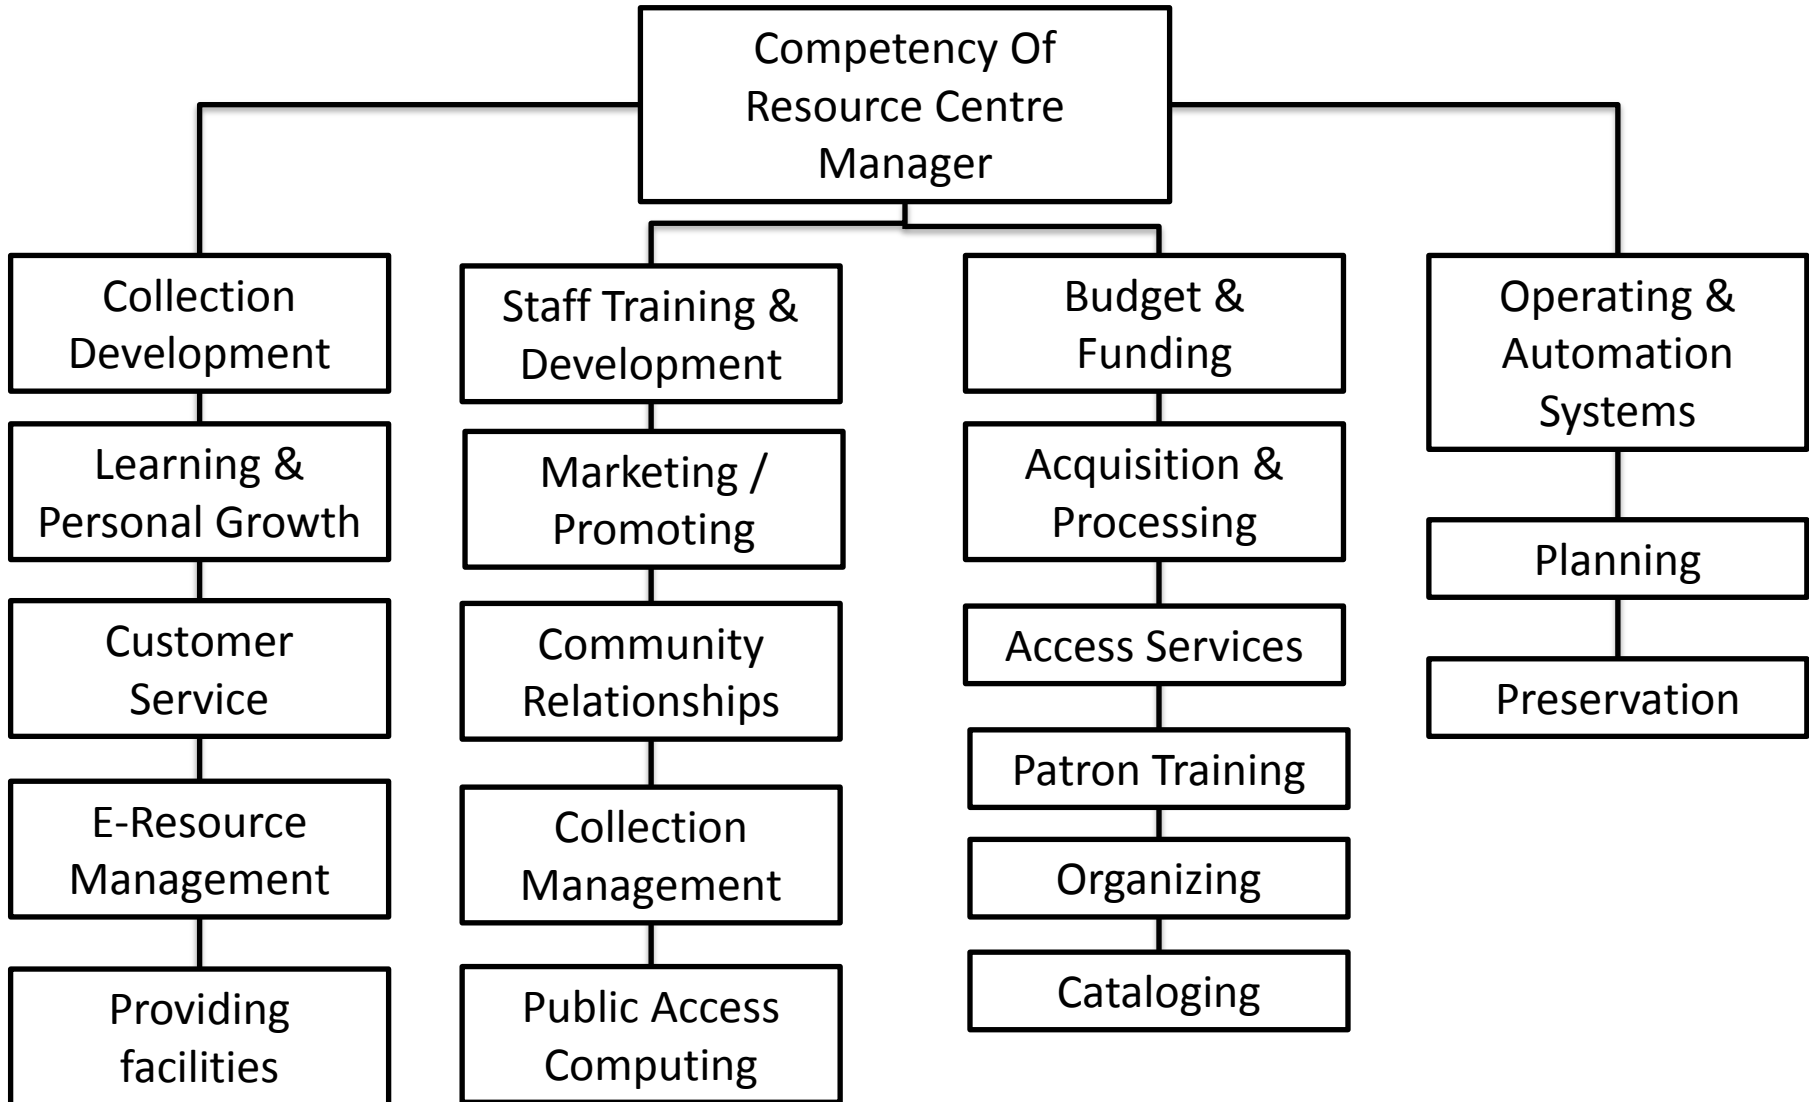 Competency Of
Resource Centre
Manager
Collection
Development
Learning &
Personal Growth
Customer
Service
E-Resource
Management
Providing
facilities
Staff Training &
Development
Marketing /
Promoting
Community
Relationships
Collection
Management
Public Access
Computing
Budget &
Funding
Acquisition &
Processing
Access Services
Patron Training
Organizing
Cataloging
Operating &
Automation
Systems
Planning
Preservation